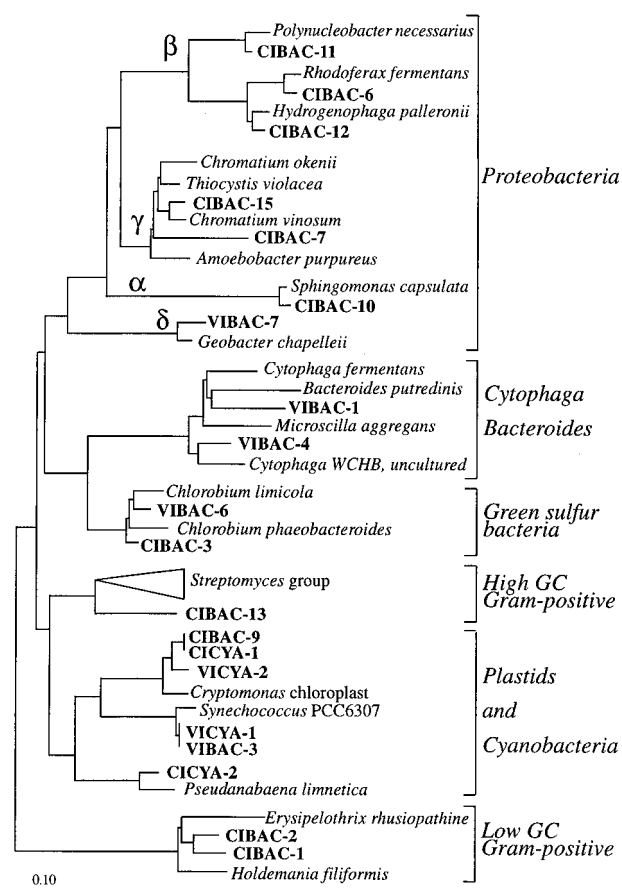 Polynucleobacter necessarius
β
CIBAC-11
Rhodoferax fermentans
CIBAC-6
Hydrogenophaga palleronii
CIBAC-12
Chromatium okenii
Proteobacteria
Thiocystis violacea
CIBAC-15
Chromatium vinosum
γ
CIBAC-7
Amoebobacter purpureus
α
Sphingomonas capsulata
CIBAC-10
δ
VIBAC-7
Geobacter chapelleii
Cytophaga fermentans
Cytophaga
Bacteroides putredinis
VIBAC-1
Microscilla aggregans
Bacteroides
VIBAC-4
Cytophaga WCHB, uncultured
Chlorobium limicola
VIBAC-6
Green sulfur
Chlorobium phaeobacteroides
bacteria
CIBAC-3
Streptomyces group
High GC
Gram-positive
CIBAC-13
CIBAC-9
CICYA-1
VICYA-2
Plastids
Cryptomonas chloroplast
Synechococcus PCC6307
and
VICYA-1
VIBAC-3
Cyanobacteria
CICYA-2
Pseudanabaena limnetica
Erysipelothrix rhusiopathine
CIBAC-2
Low GC
CIBAC-1
Gram-positive
Holdemania filiformis
0.10